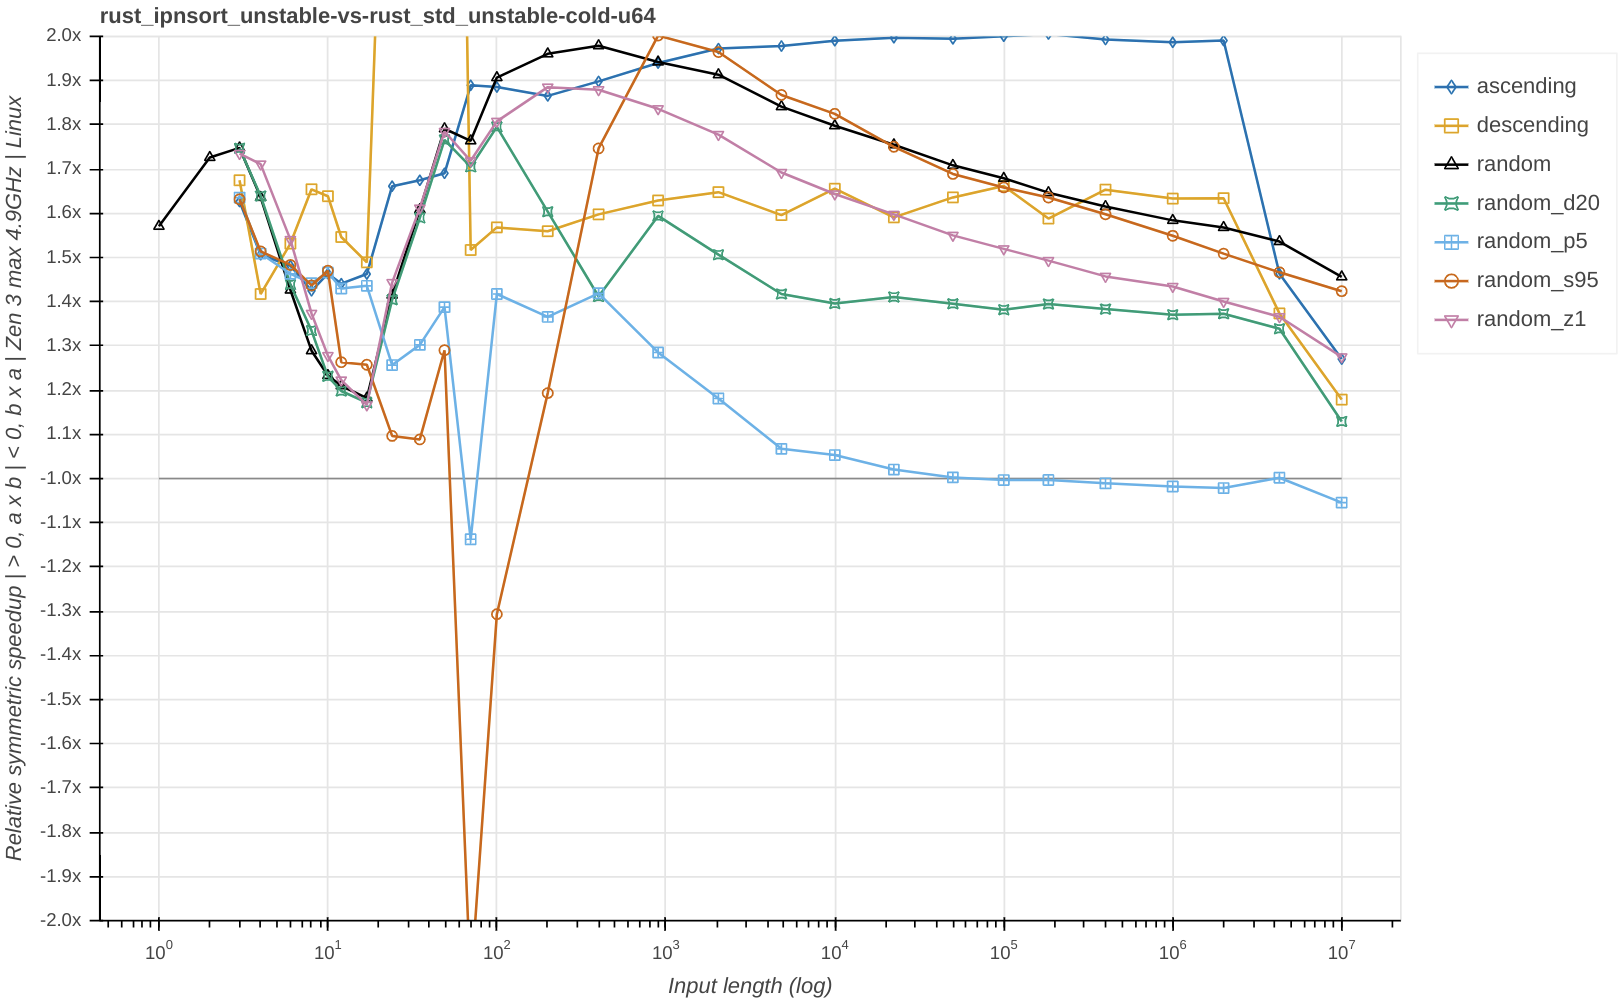 rust_ipnsort_unstable-vs-rust_std_unstable-cold-u64
Relative symmetric speedup | > 0, a x b | < 0, b x a | Zen 3 max 4.9GHz | Linux
2.0x
1.9x
1.8x
1.7x
1.6x
1.5x
1.4x
1.3x
1.2x
1.1x
-1.0x
-1.1x
-1.2x
-1.3x
-1.4x
-1.5x
-1.6x
-1.7x
-1.8x
-1.9x
-2.0x
10⁰ 10¹ 10² 10³ 10⁴ 10⁵ 10⁶ 10⁷
Input length (log)
ascending
descending
random
random_d20
random_p5
random_s95
random_z1